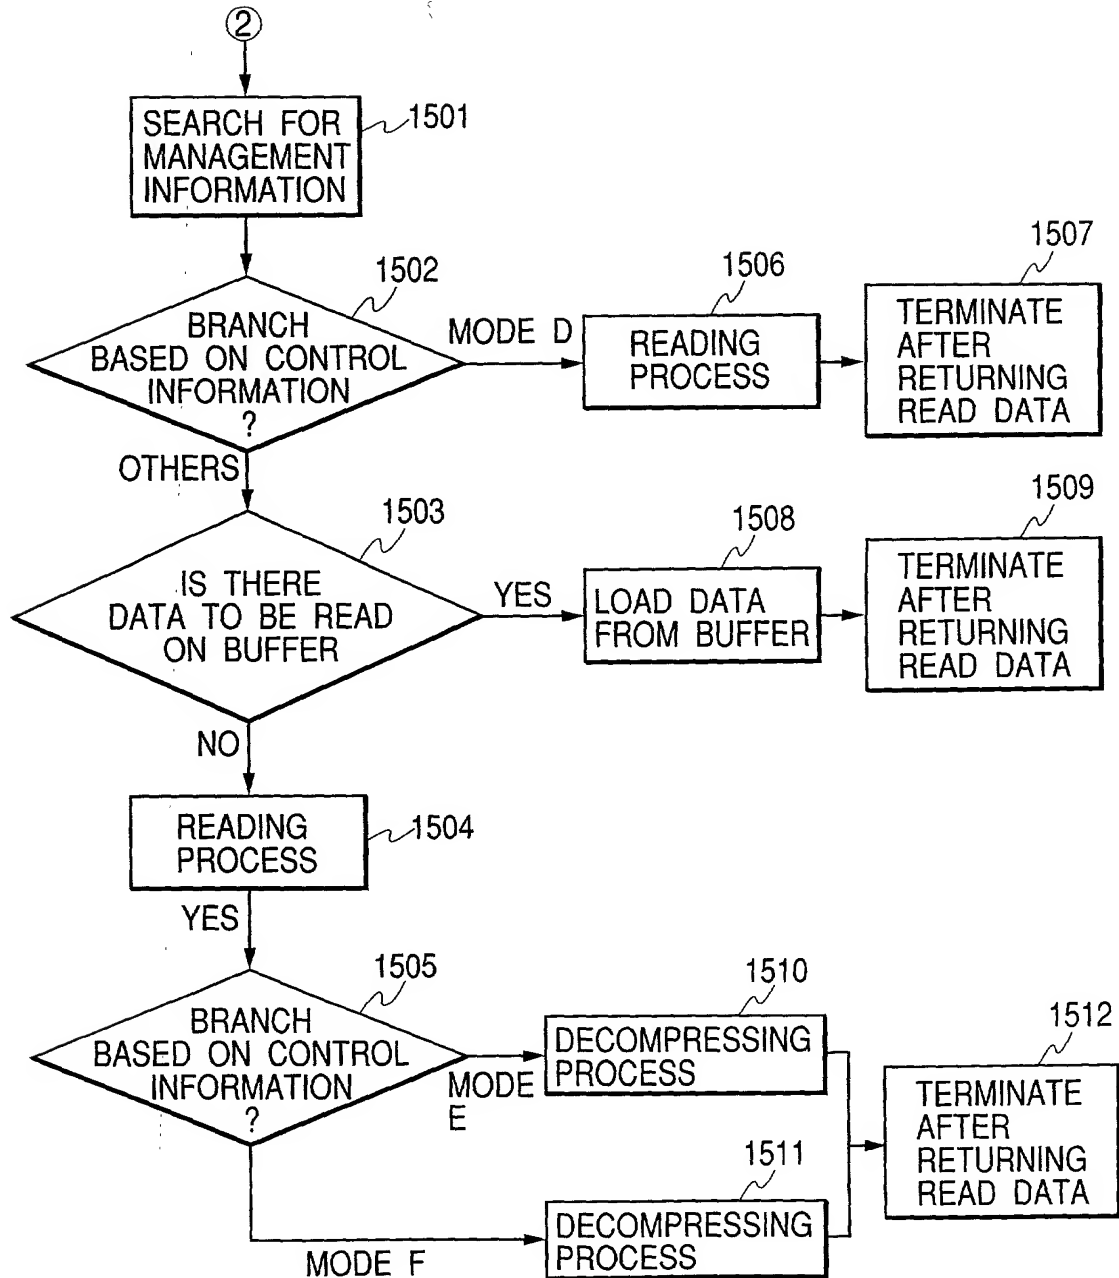 2
SEARCH FOR
MANAGEMENT
INFORMATION
1501
1502
BRANCH
BASED ON CONTROL
INFORMATION
?
MODE D
1506
READING
PROCESS
1507
TERMINATE
AFTER
RETURNING
READ DATA
OTHERS
1503
IS THERE
DATA TO BE READ
ON BUFFER
YES
1508
LOAD DATA
FROM BUFFER
1509
TERMINATE
AFTER
RETURNING
READ DATA
NO
READING
PROCESS
1504
YES
1505
BRANCH
BASED ON CONTROL
INFORMATION
?
MODE
E
1510
DECOMPRESSING
PROCESS
1512
TERMINATE
AFTER
RETURNING
READ DATA
MODE F
1511
DECOMPRESSING
PROCESS